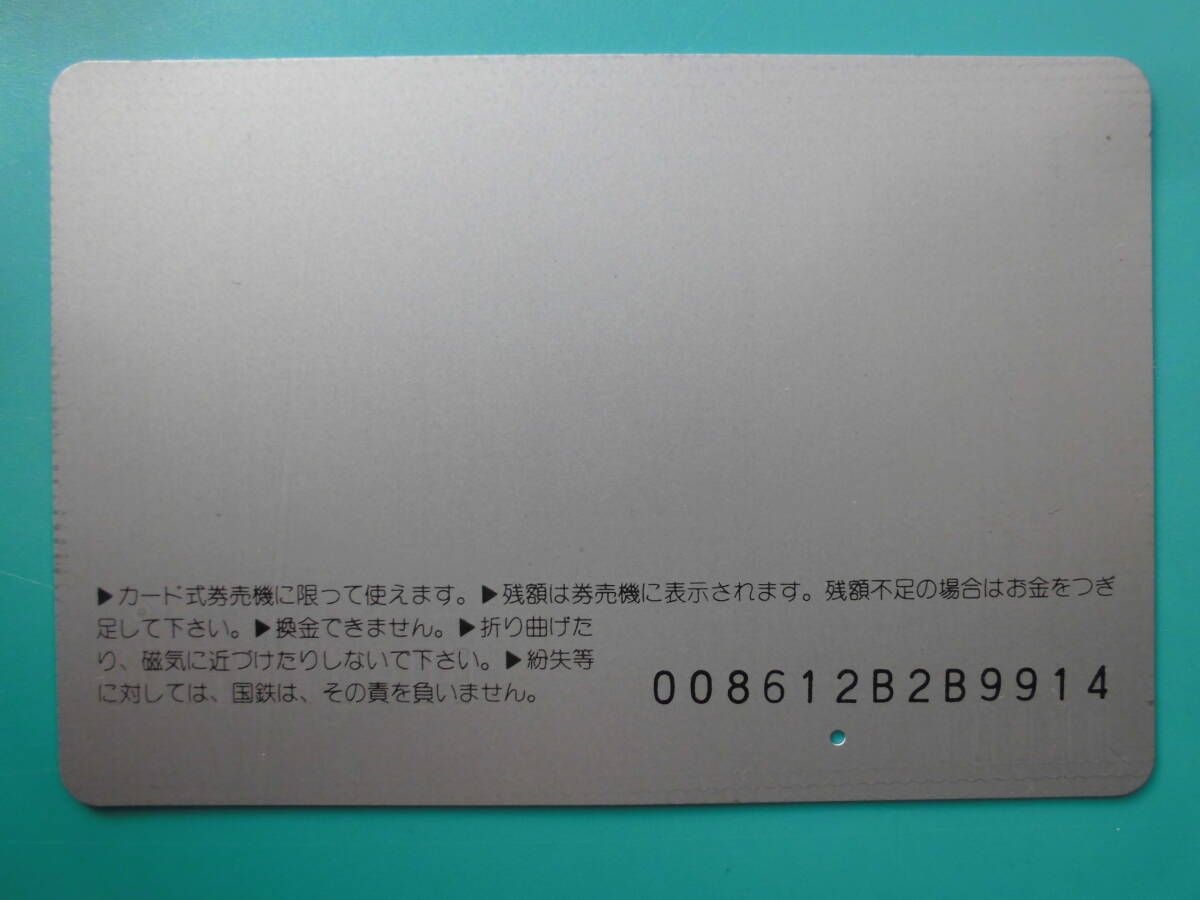 ▶カード式券売機に限って使えます。▶残額は券売機に表示されます。残額不足の場合はお金をつぎ
足して下さい。▶換金できません。▶折り曲げた
り、磁気に近づけたりしないで下さい。▶紛失等
に対しては、国鉄は、その責を負いません。
008612B2B9914